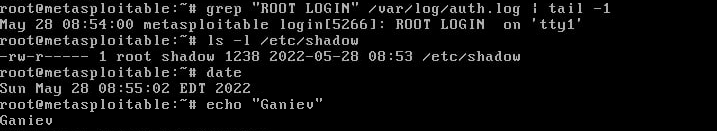 root@metasploitable:~# grep "ROOT LOGIN" /var/log/auth.log | tail -1
May 28 08:54:00 metasploitable login[5266]: ROOT LOGIN  on 'tty1'
root@metasploitable:~# ls -l /etc/shadow
-rw-r----- 1 root shadow 1238 2022-05-28 08:53 /etc/shadow
root@metasploitable:~# date
Sun May 28 08:55:02 EDT 2022
root@metasploitable:~# echo "Ganiev"
Ganiev